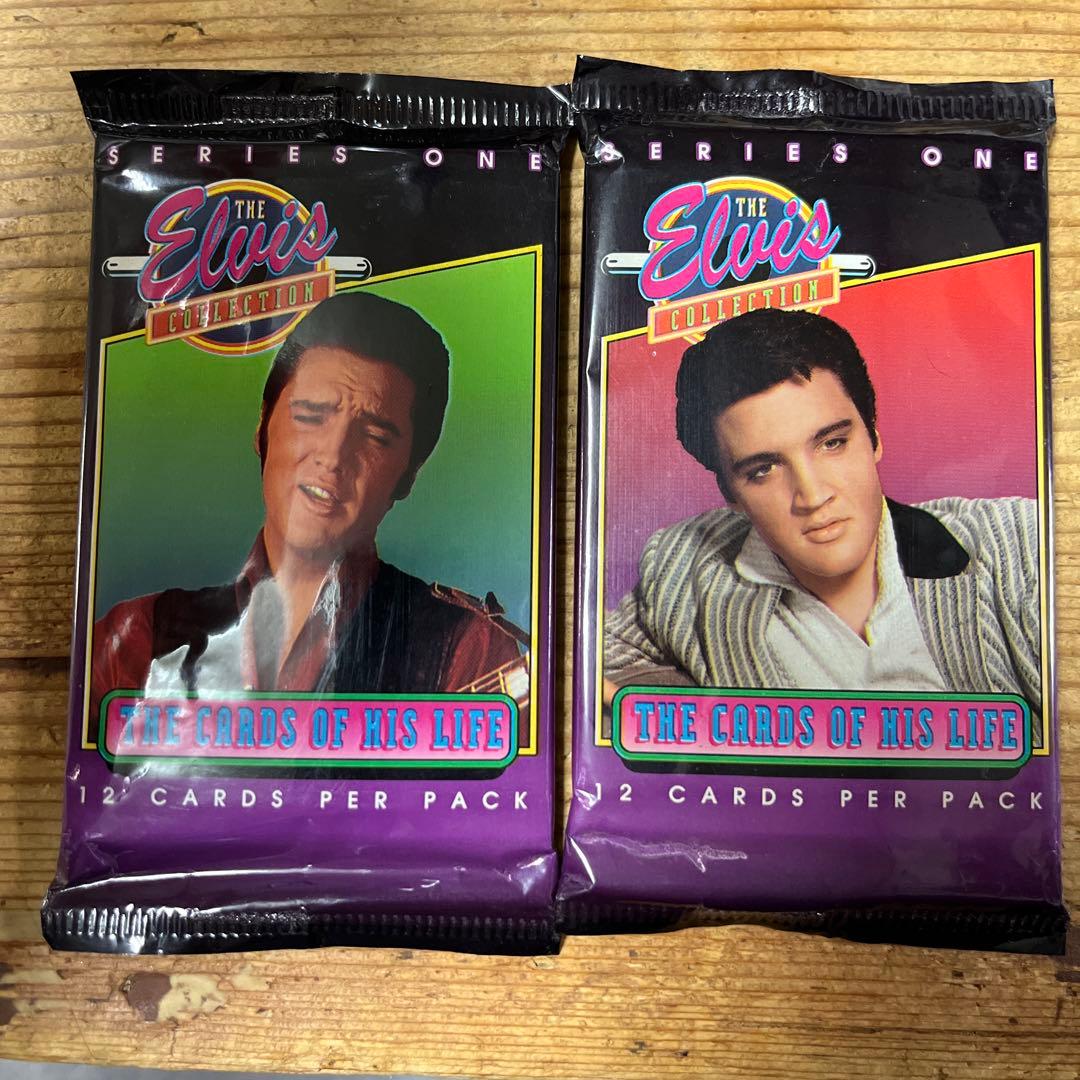 SERIES ONE
THE
Elvis
COLLECTION
THE CARDS OF HIS LIFE
12 CARDS PER PACK
SERIES ONE
THE
Elvis
COLLECTION
THE CARDS OF HIS LIFE
12 CARDS PER PACK